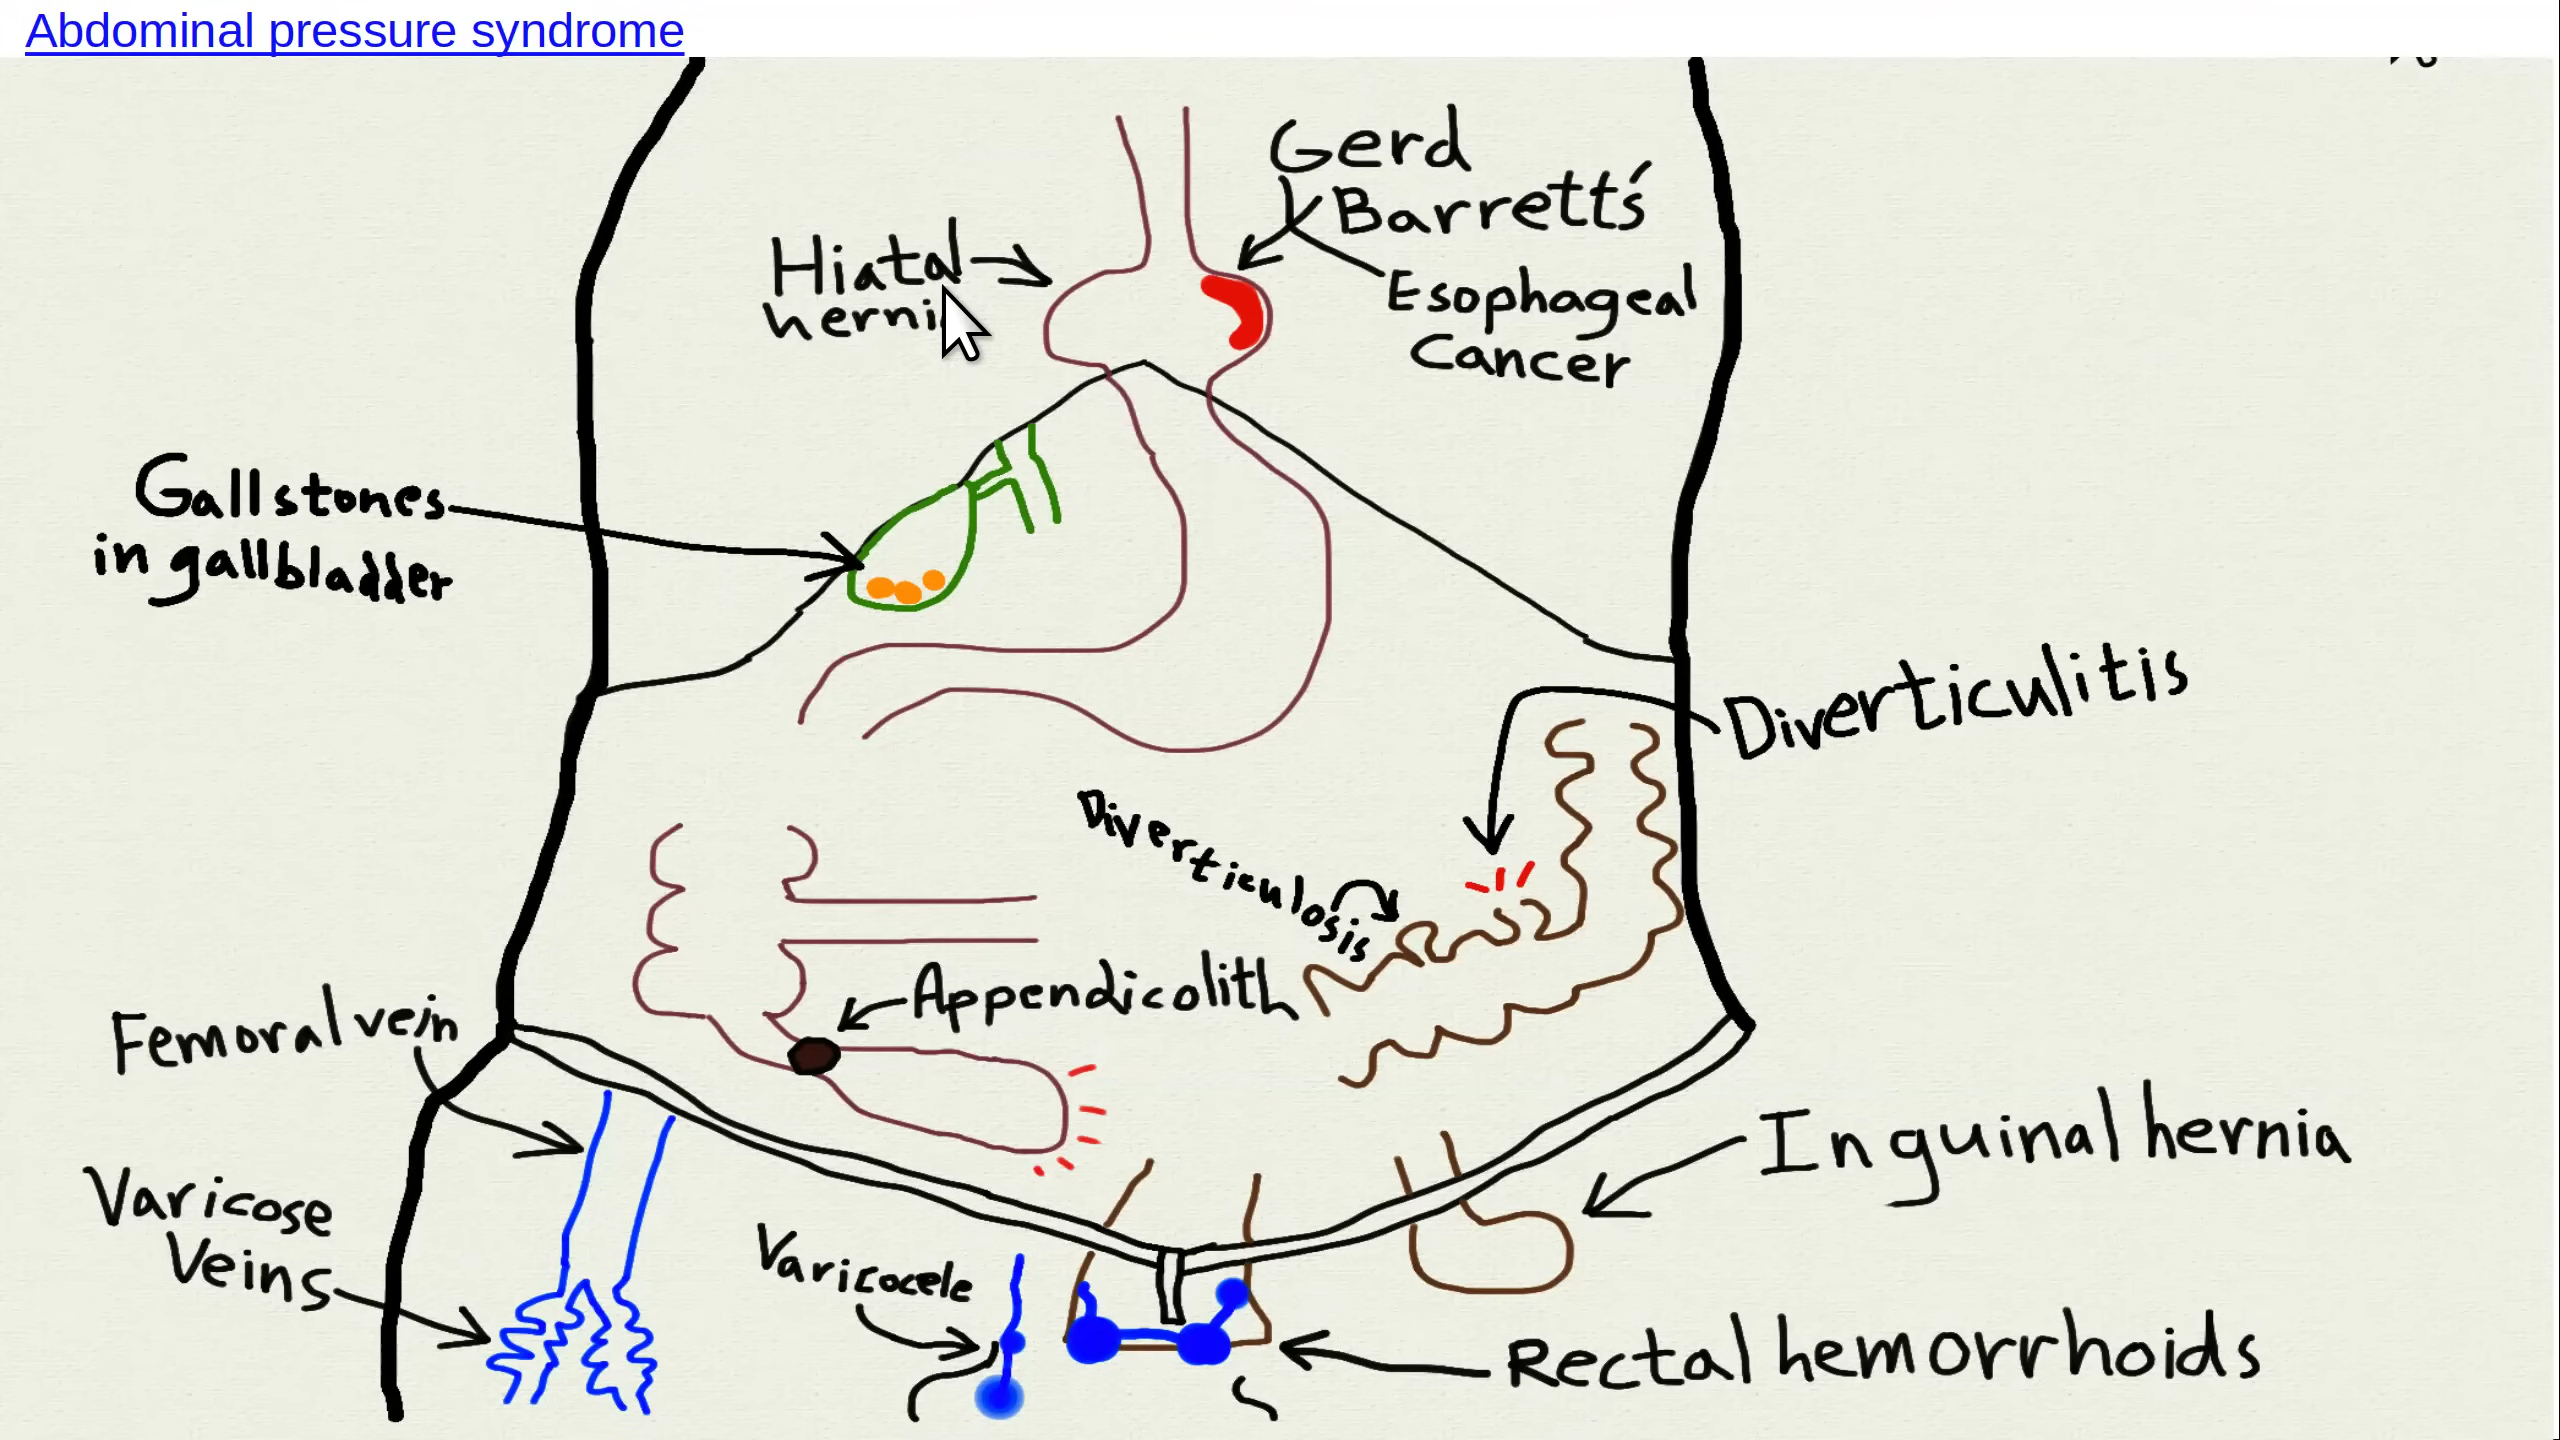 Abdominal pressure syndrome
Gerd
Barrett's
Esophageal
Cancer
Hiatal
hernia
Gallstones
in gallbladder
Diverticulitis
Diverticulosis
Appendicolith
Femoral vein
Varicose
Veins
Varicocele
Inguinal hernia
Rectal hemorrhoids